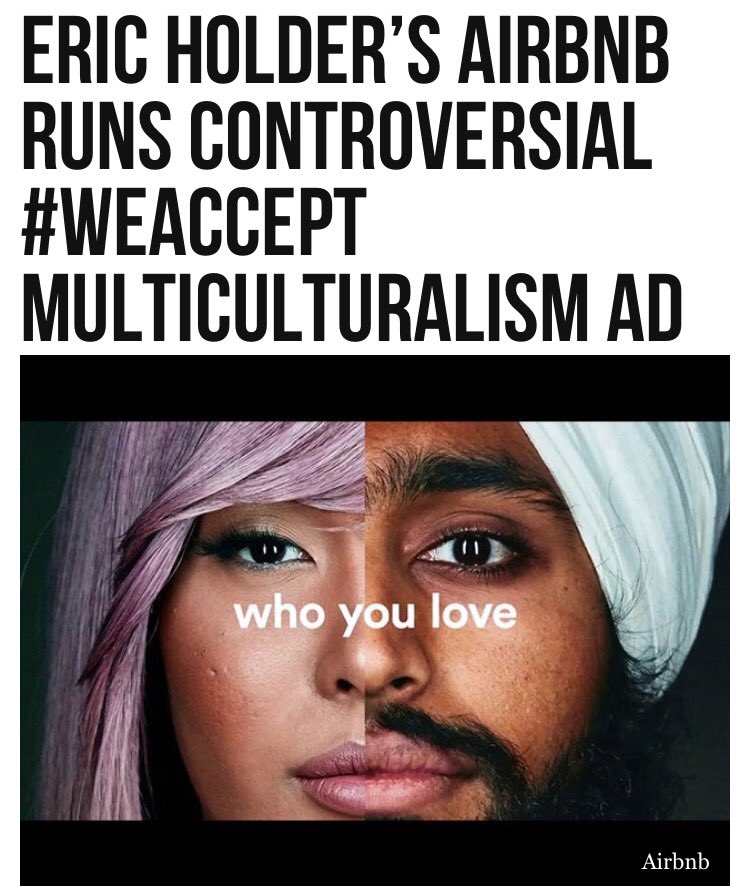 ERIC HOLDER’S AIRBNB
RUNS CONTROVERSIAL
#WEACCEPT
MULTICULTURALISM AD
who you love
Airbnb